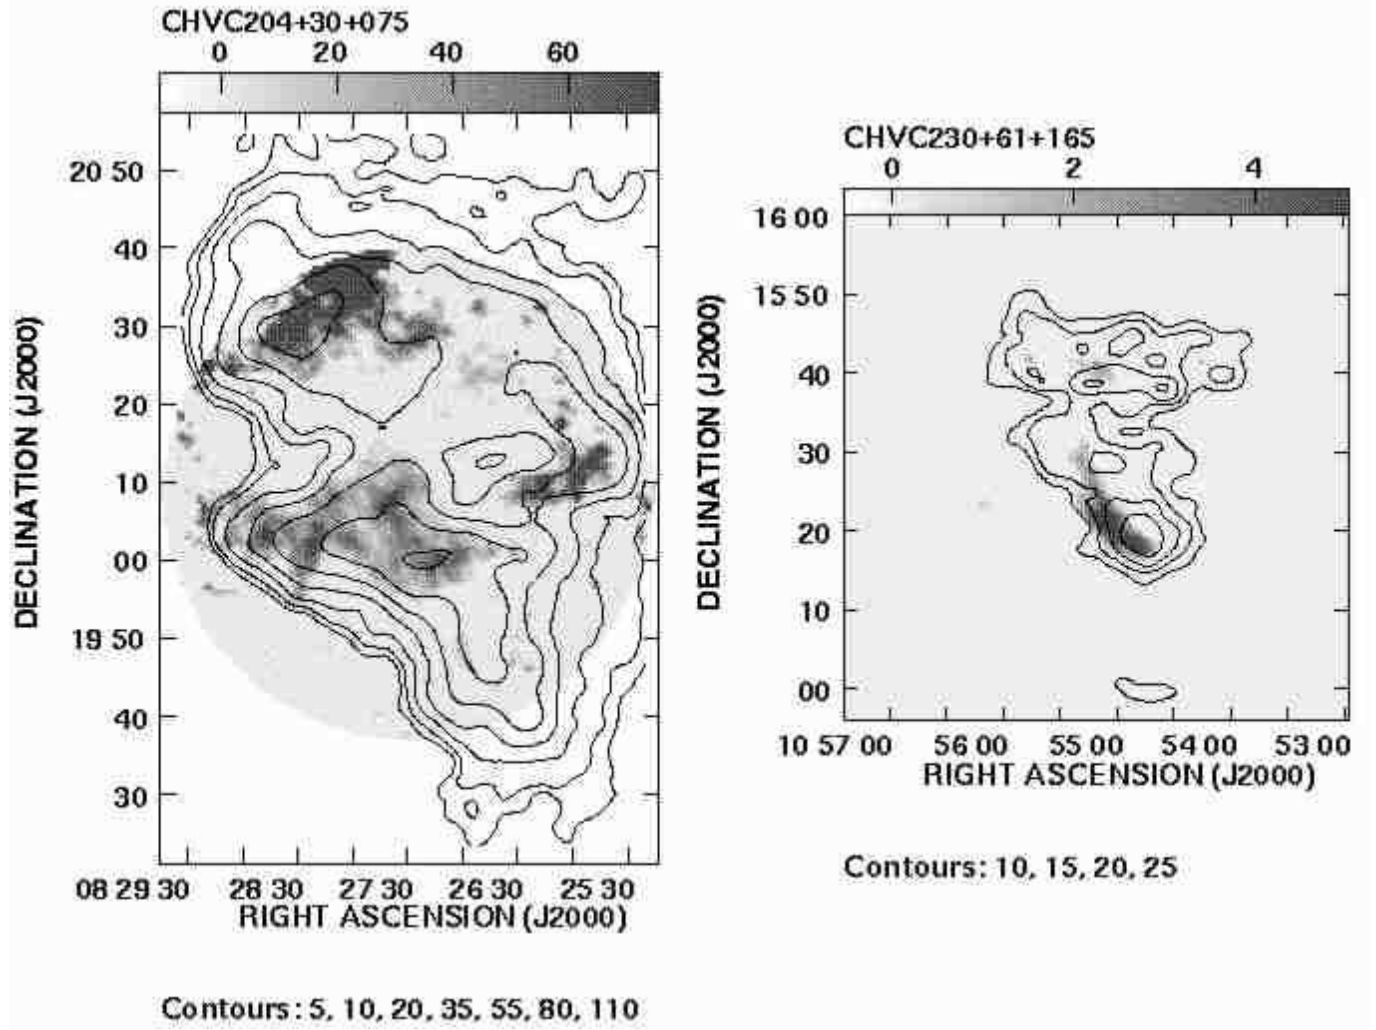 CHVC204+30+075
0 20 40 60
20 50
40
30
20
10
00
19 50
40
30
DECLINATION (J2000)
08 29 30 28 30 27 30 26 30 25 30
RIGHT ASCENSION (J2000)
Contours: 5, 10, 20, 35, 55, 80, 110
CHVC230+61+165
0 2 4
16 00
15 50
40
30
20
10
00
DECLINATION (J2000)
10 57 00 56 00 55 00 54 00 53 00
RIGHT ASCENSION (J2000)
Contours: 10, 15, 20, 25